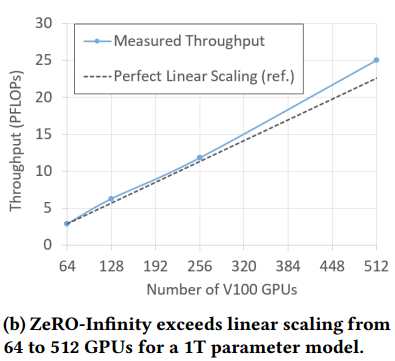 30
25
20
15
10
5
0
Throughput (PFLOPs)
Measured Throughput
Perfect Linear Scaling (ref.)
64 128 192 256 320 384 448 512
Number of V100 GPUs
(b) ZeRO-Infinity exceeds linear scaling from
64 to 512 GPUs for a 1T parameter model.